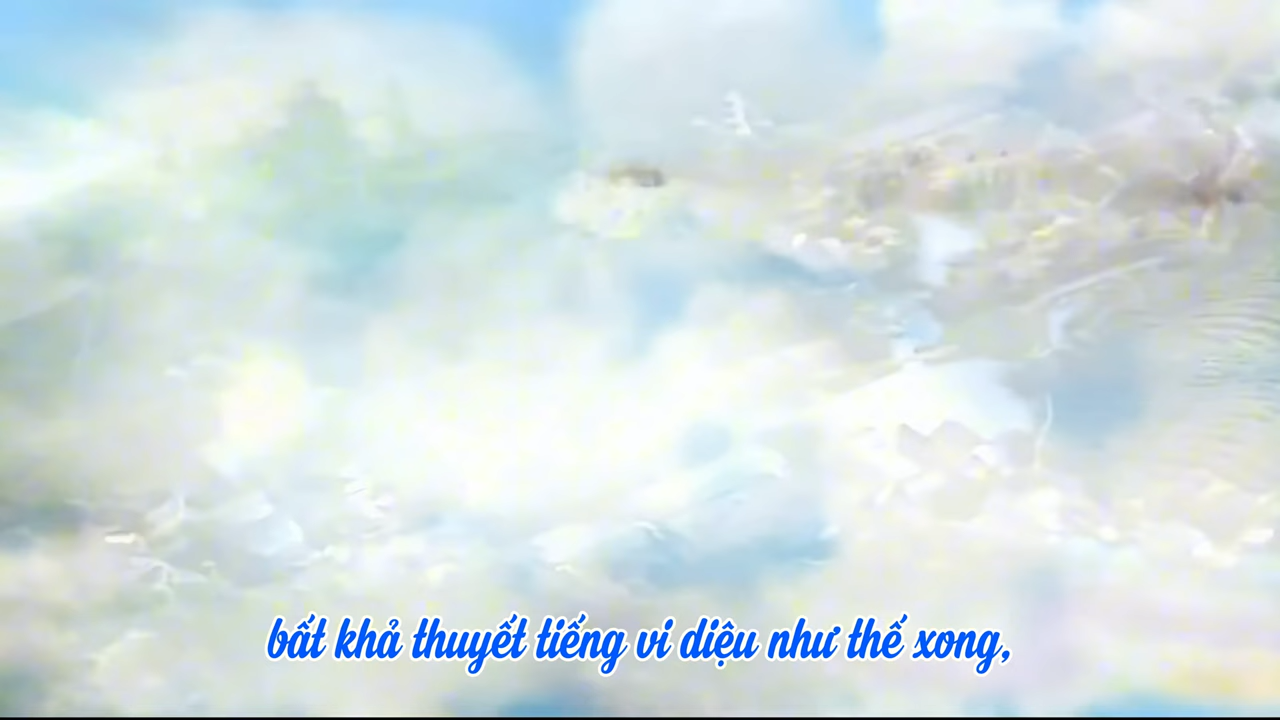 bất khả thuyết tiếng vi diệu như thế xong,